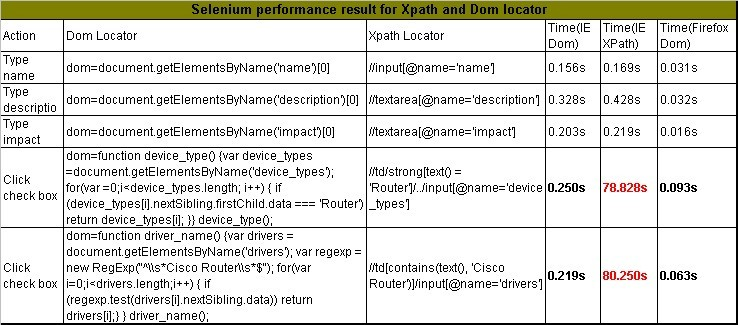 Selenium performance result for Xpath and Dom locator
Action Dom Locator Xpath Locator Time(IE Dom) Time(IE XPath) Time(Firefox Dom)
Type name dom=document.getElementsByName('name')[0] //input[@name='name'] 0.156s 0.169s 0.031s
Type descriptio dom=document.getElementsByName('description')[0] //textarea[@name='description'] 0.328s 0.428s 0.032s
Type impact dom=document.getElementsByName('impact')[0] //textarea[@name='impact'] 0.203s 0.219s 0.016s
Click check box
dom=function device_type() {var device_types
=document.getElementsByName('device_types');
for(var =0;i<device_types.length; i++) { if
(device_types[i].nextSibling.firstChild.data === 'Router')
return device_types[i]; }} device_type();
//td/strong[text() =
'Router']/../input[@name='device
_types']
0.250s 78.828s 0.093s
Click check box
dom=function driver_name() {var drivers =
document.getElementsByName('drivers'); var regexp =
new RegExp("^\\s*Cisco Router\\s*$"); for(var
i=0;i<drivers.length;i++) { if
(regexp.test(drivers[i].nextSibling.data)) return
drivers[i];} } driver_name();
//td[contains(text(), 'Cisco
Router')]/input[@name='drivers']
0.219s 80.250s 0.063s